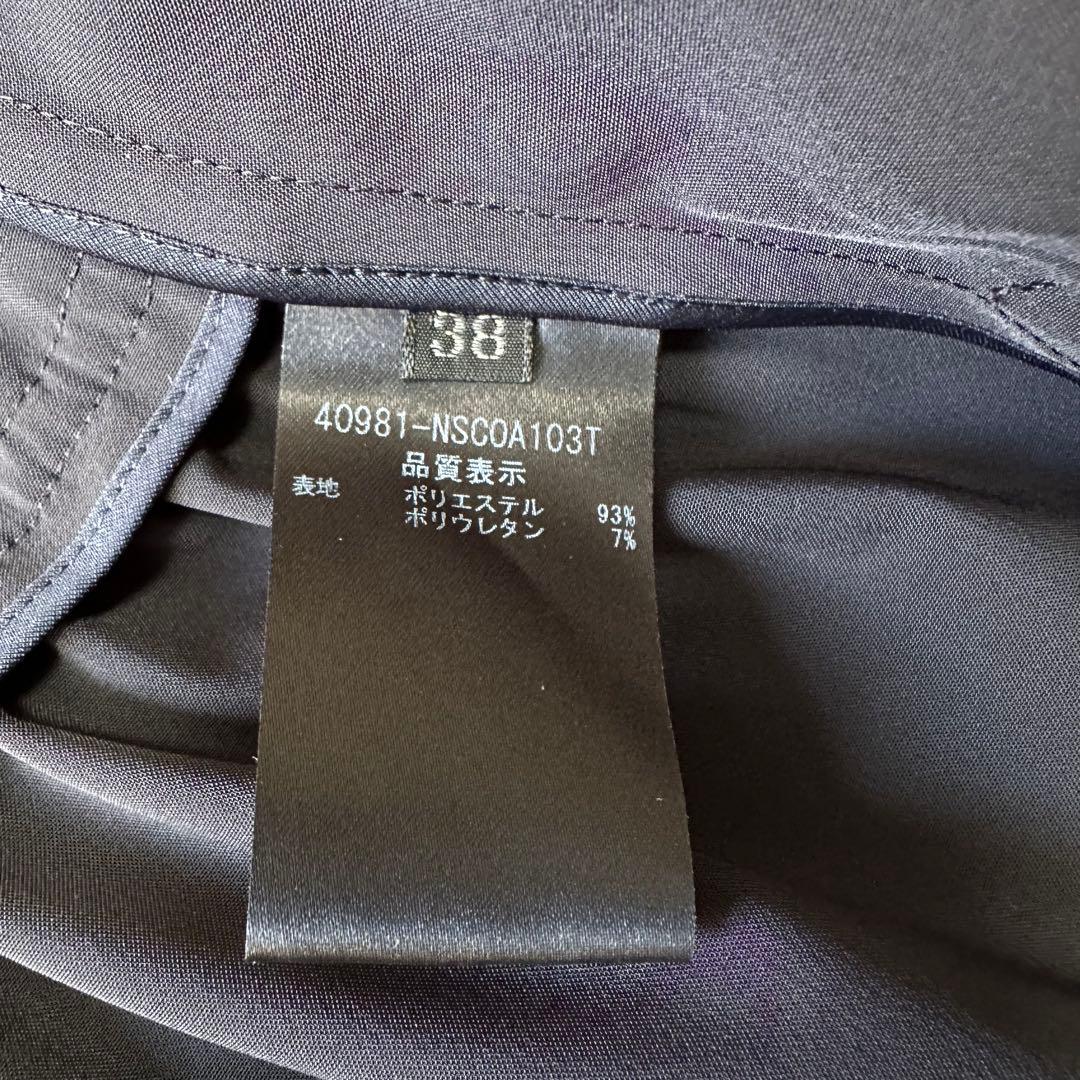 38
40981-NSCOA103T
品質表示
表地 ポリエステル 93%
ポリウレタン 7%